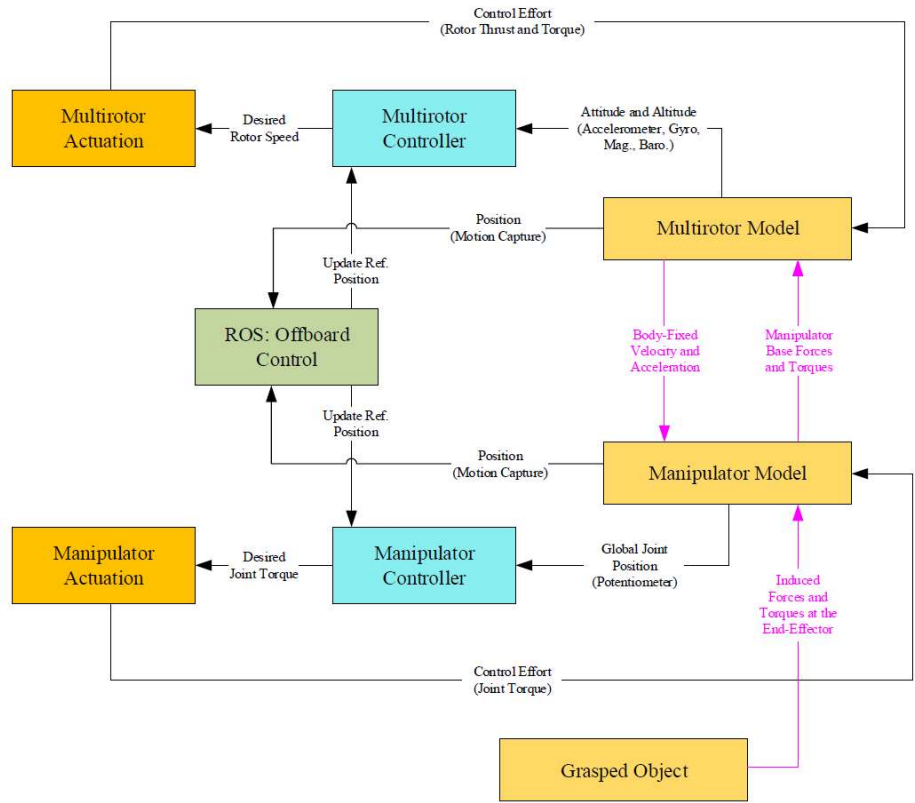 Control Effort
(Rotor Thrust and Torque)
Multirotor
Actuation
Desired
Rotor Speed
Multirotor
Controller
Attitude and Altitude
(Accelerometer, Gyro,
Mag., Baro.)
Multirotor Model
Position
(Motion Capture)
Update Ref.
Position
ROS: Offboard
Control
Body-Fixed
Velocity and
Acceleration
Manipulator
Base Forces
and Torques
Update Ref.
Position
Position
(Motion Capture)
Manipulator Model
Manipulator
Actuation
Desired
Joint Torque
Manipulator
Controller
Global Joint
Position
(Potentiometer)
Induced
Forces and
Torques at the
End-Effector
Control Effort
(Joint Torque)
Grasped Object